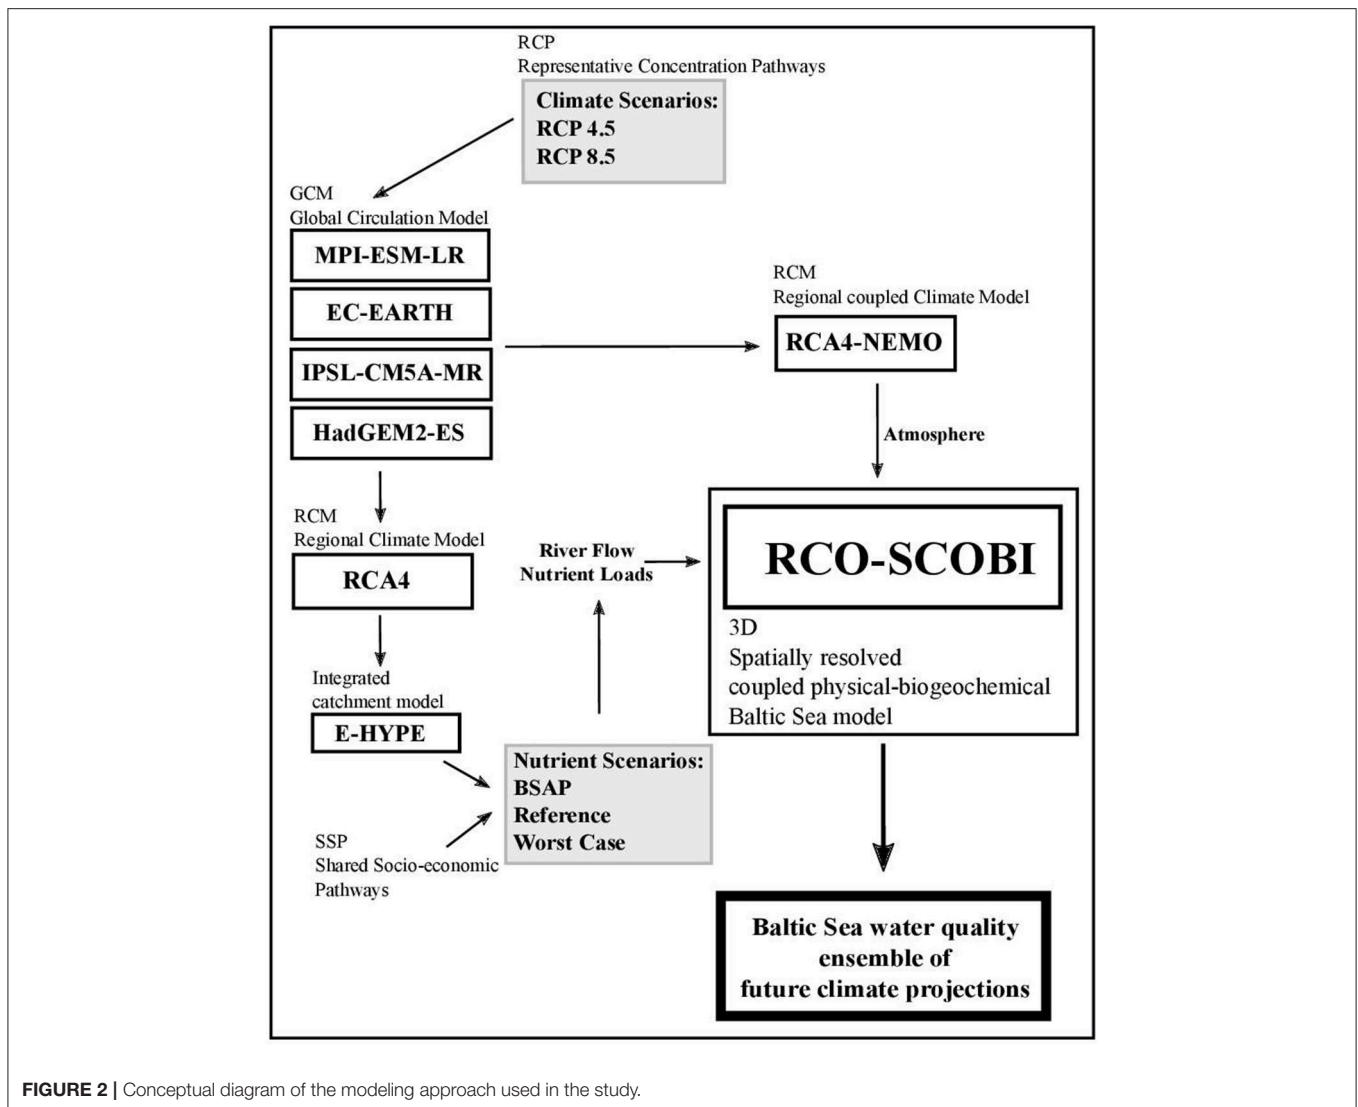 RCP
Representative Concentration Pathways
Climate Scenarios:
RCP 4.5
RCP 8.5
GCM
Global Circulation Model
MPI-ESM-LR
EC-EARTH
IPSL-CM5A-MR
HadGEM2-ES
RCM
Regional coupled Climate Model
RCA4-NEMO
Atmosphere
RCM
Regional Climate Model
RCA4
River Flow
Nutrient Loads
RCO-SCOBI
3D
Spatially resolved
coupled physical-biogeochemical
Baltic Sea model
Integrated
catchment model
E-HYPE
Nutrient Scenarios:
BSAP
Reference
Worst Case
SSP
Shared Socio-economic
Pathways
Baltic Sea water quality
ensemble of
future climate projections
FIGURE 2 | Conceptual diagram of the modeling approach used in the study.